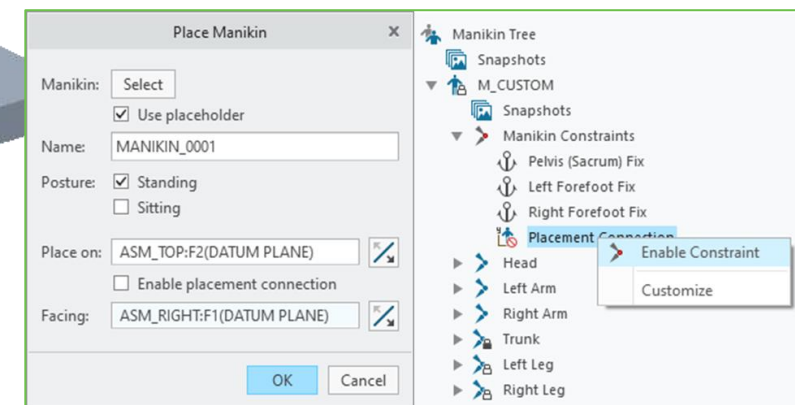 Place Manikin
Manikin: Select
Use placeholder
Name: MANIKIN_0001
Posture: Standing
Sitting
Place on: ASM_TOP:F2(DATUM PLANE)
Enable placement connection
Facing: ASM_RIGHT:F1(DATUM PLANE)
OK Cancel
Manikin Tree
Snapshots
M_CUSTOM
Snapshots
Manikin Constraints
Pelvis (Sacrum) Fix
Left Forefoot Fix
Right Forefoot Fix
Placement Connection
Enable Constraint
Customize
Head
Left Arm
Right Arm
Trunk
Left Leg
Right Leg